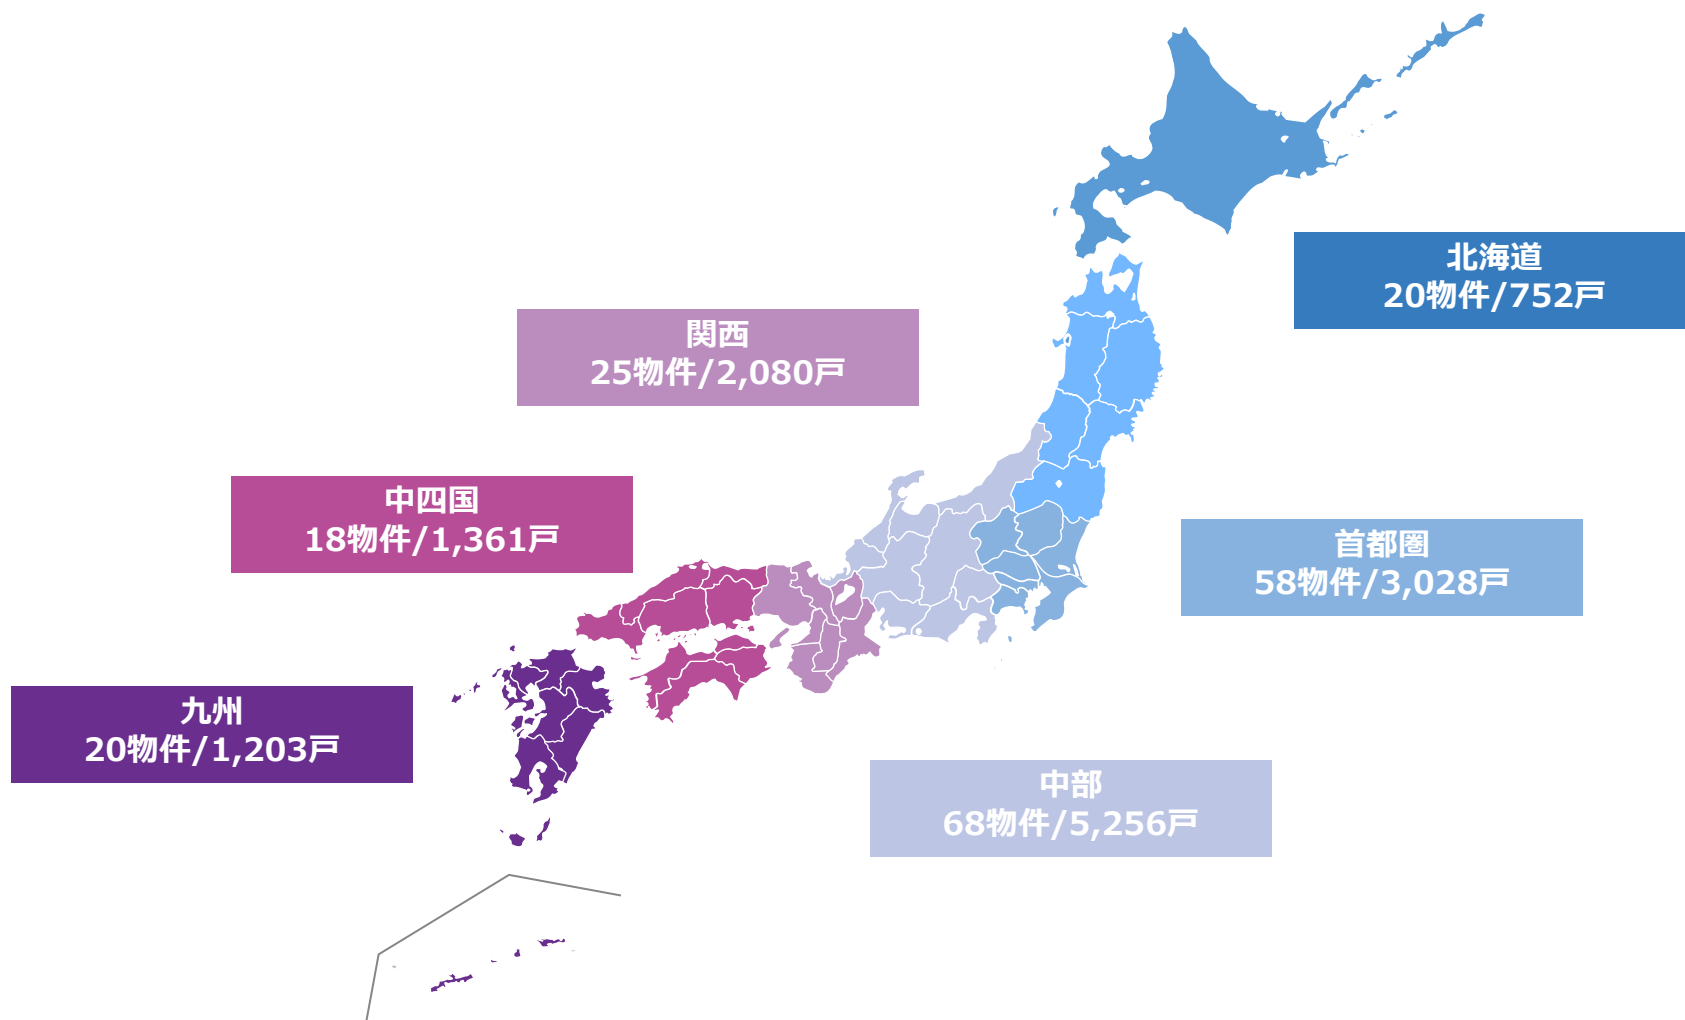 北海道
20物件/752戸
関西
25物件/2,080戸
中四国
18物件/1,361戸
首都圏
58物件/3,028戸
九州
20物件/1,203戸
中部
68物件/5,256戸